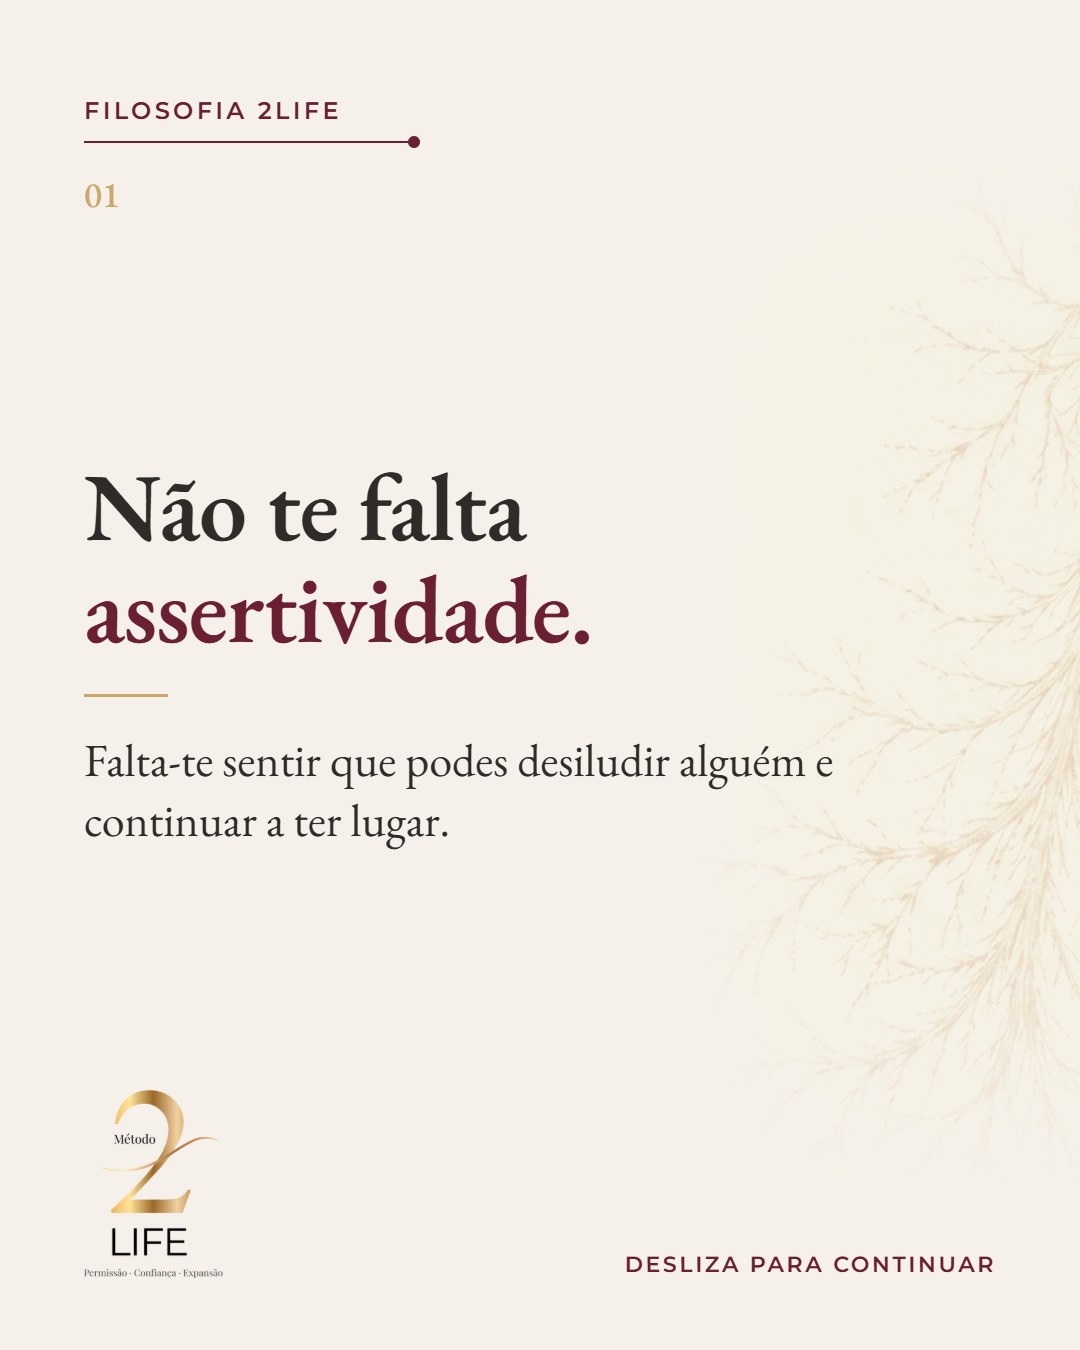 FILOSOFIA 2LIFE
01
Não te falta
assertividade.
Falta-te sentir que podes desiludir alguém e
continuar a ter lugar.
Método
2
LIFE
Permissão · Confiança · Expansão
DESLIZA PARA CONTINUAR